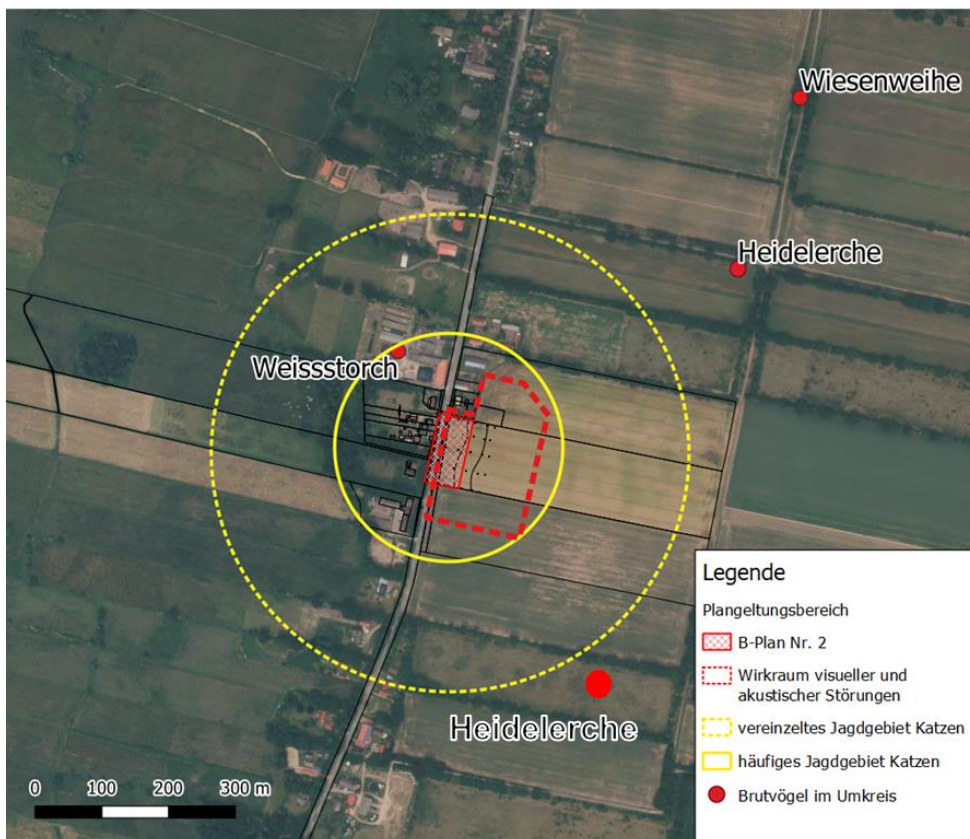 Wiesenweihe
Heidelerche
Weissstorch
Heidelerche
Legende
Plangeltungsbereich
B-Plan Nr. 2
Wirkraum visueller und
akustischer Störungen
vereinzeltes Jagdgebiet Katzen
häufiges Jagdgebiet Katzen
Brutvögel im Umkreis
0 100 200 300 m